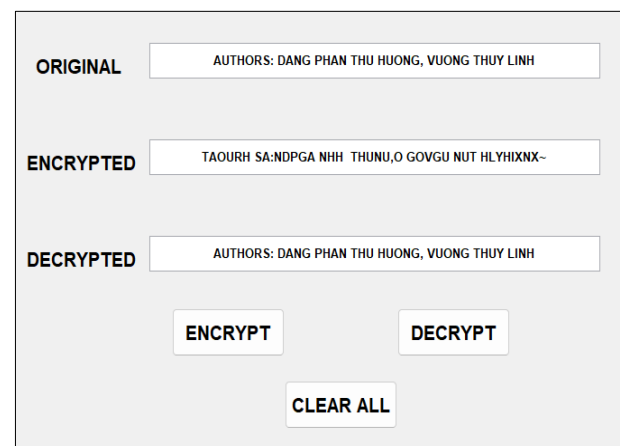 ORIGINAL AUTHORS: DANG PHAN THU HUONG, VUONG THUY LINH
ENCRYPTED TAOURH SA:NDPGA NHH  THUNU,O GOVGU NUT HLYHIXNX~
DECRYPTED AUTHORS: DANG PHAN THU HUONG, VUONG THUY LINH
ENCRYPT DECRYPT
CLEAR ALL